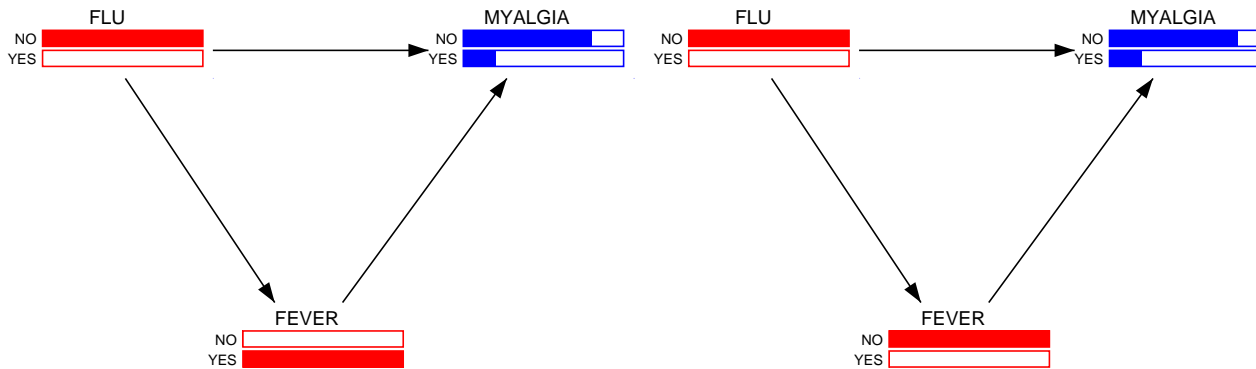 FLU
NO
YES
MYALGIA
NO
YES
FEVER
NO
YES
FLU
NO
YES
MYALGIA
NO
YES
FEVER
NO
YES